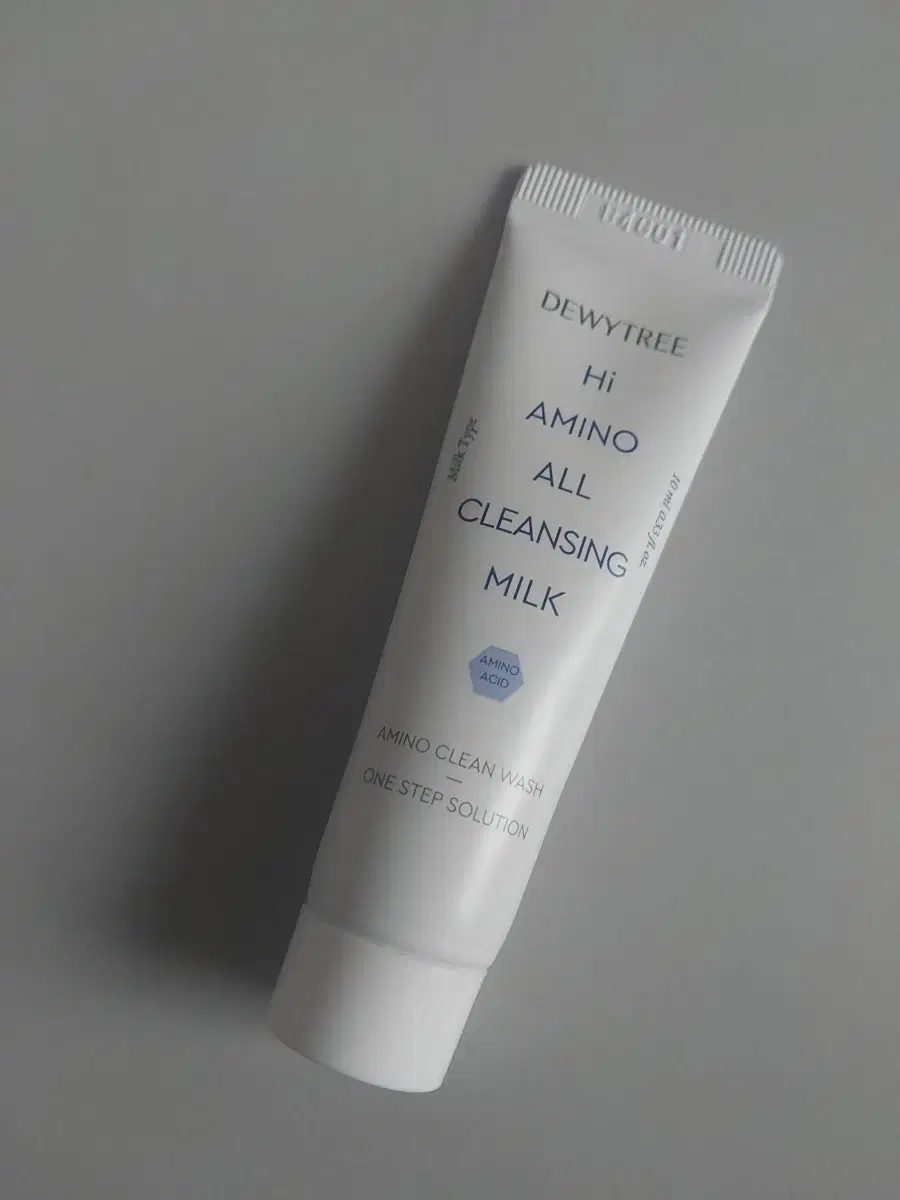 DEWYTREE
Hi
AMINO
ALL
CLEANSING
MILK
Milk Type
10 ml 0.33 fl. oz.
AMINO
ACID
AMINO CLEAN WASH
—
ONE STEP SOLUTION